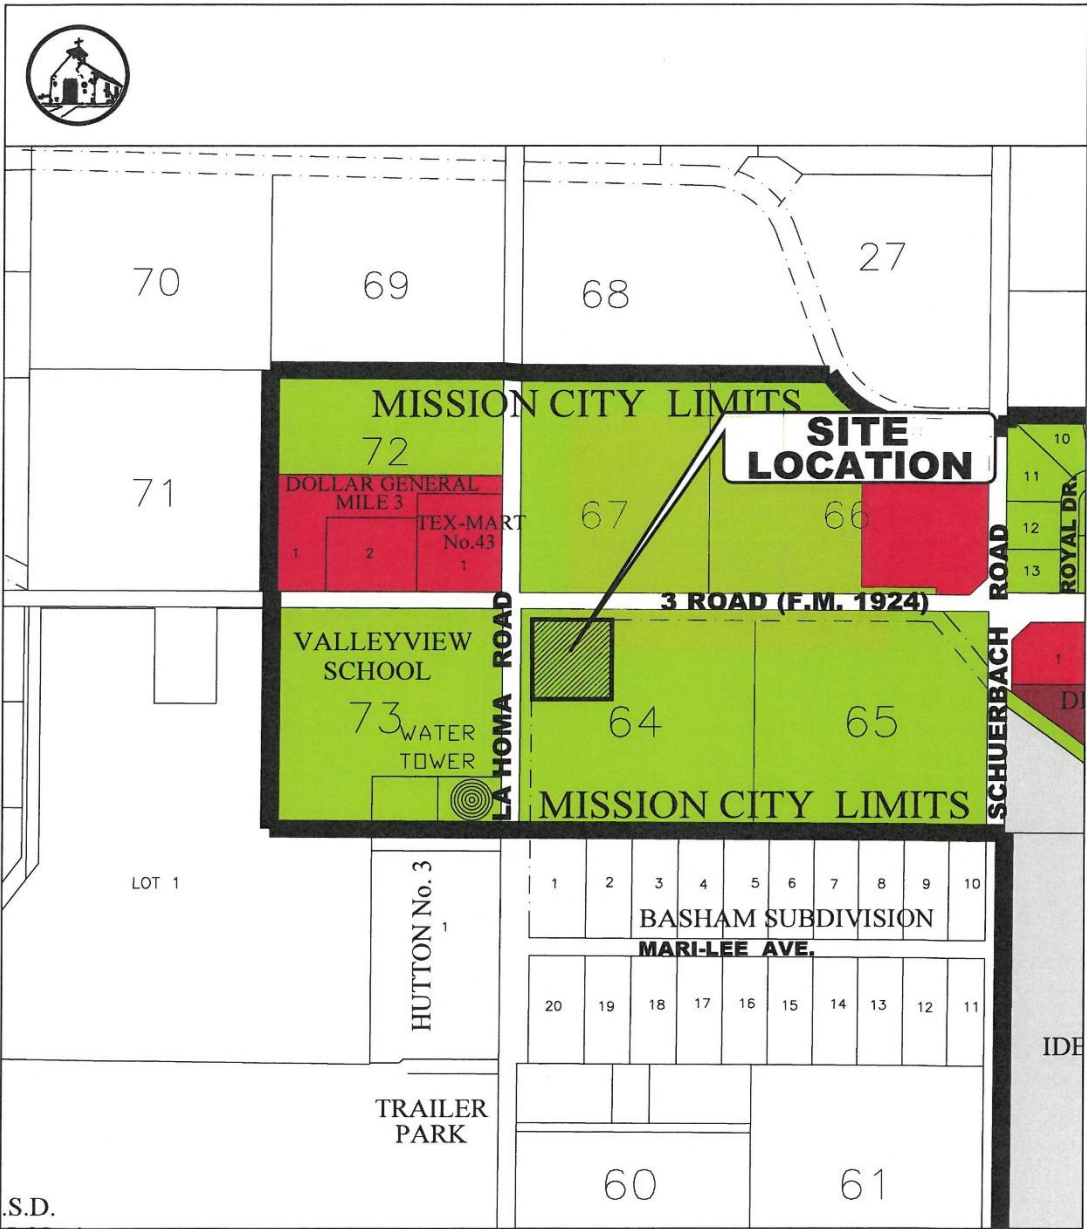 70
69
68
27
MISSION CITY LIMITS
SITE
LOCATION
72
71
DOLLAR GENERAL
MILE 3
TEX-MART
No.43
1
2
1
67
66
10
11
12
13
ROYAL DR.
3 ROAD (F.M. 1924)
LA HOMA ROAD
SCHUERBACH ROAD
VALLEYVIEW
SCHOOL
73
WATER
TOWER
64
65
1
MISSION CITY LIMITS
LOT 1
HUTTON No. 3
1
1 2 3 4 5 6 7 8 9 10
BASHAM SUBDIVISION
MARI-LEE AVE.
20 19 18 17 16 15 14 13 12 11
IDE
TRAILER
PARK
60
61
.S.D.